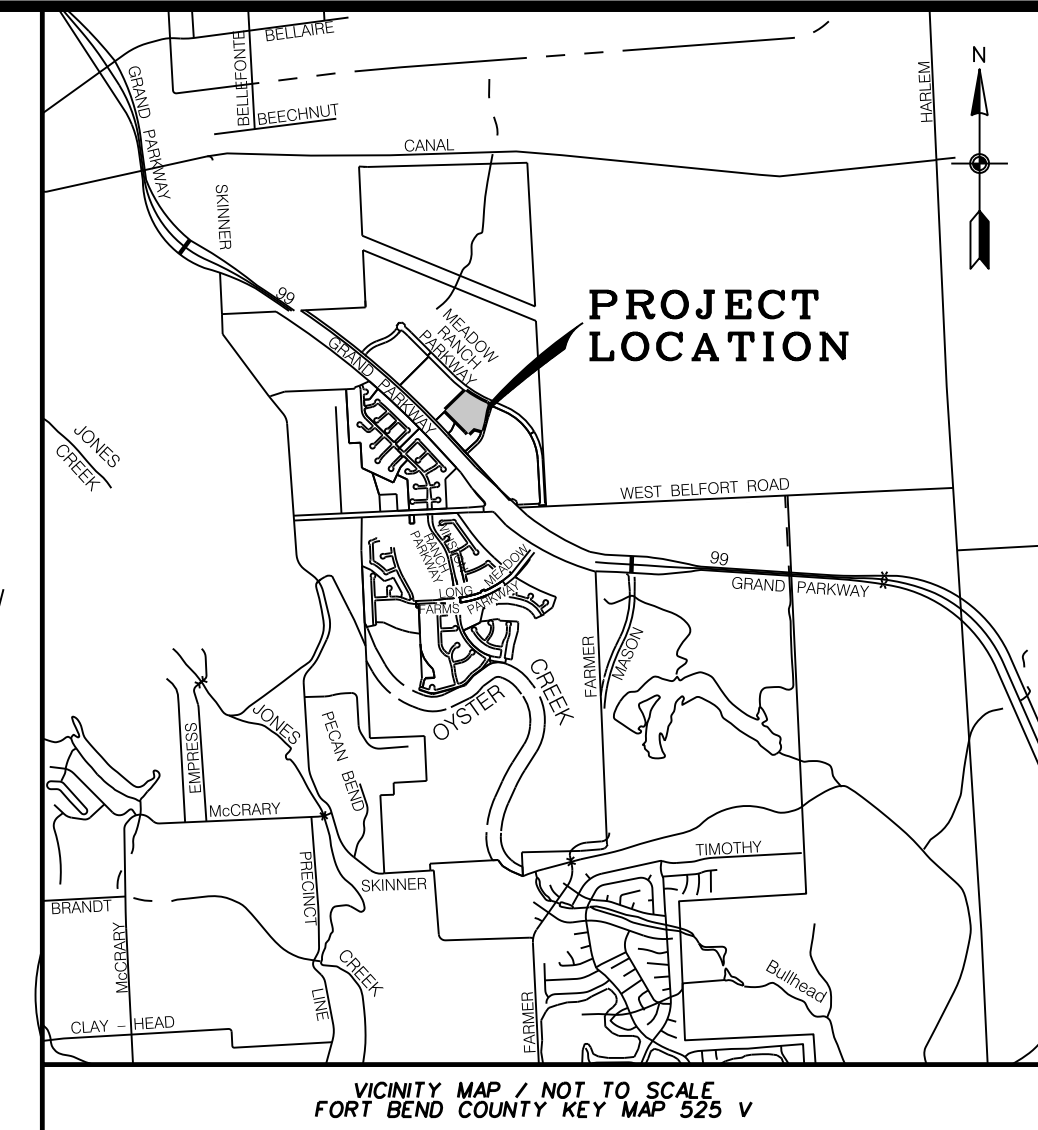 BELLAIRE
BELLEFONTE
BEECHNUT
GRAND PARKWAY
HARLEM
N
CANAL
SKINNER
99
PROJECT
LOCATION
MEADOW
RANCH
PARKWAY
GRAND PARKWAY
JONES
CREEK
WEST BELFORT ROAD
RANCH
PARKWAY
MEADOW
LONG
FARMS
PARKWAY
99
GRAND PARKWAY
FARMER
MASON
OYSTER
CREEK
JONES
PECAN BEND
EMPRESS
McCRARY
PRECINCT
SKINNER
TIMOTHY
BRANDT
McCRARY
CREEK
LINE
Bullhead
CLAY – HEAD
FARMER
VICINITY MAP / NOT TO SCALE
FORT BEND COUNTY KEY MAP 525 V